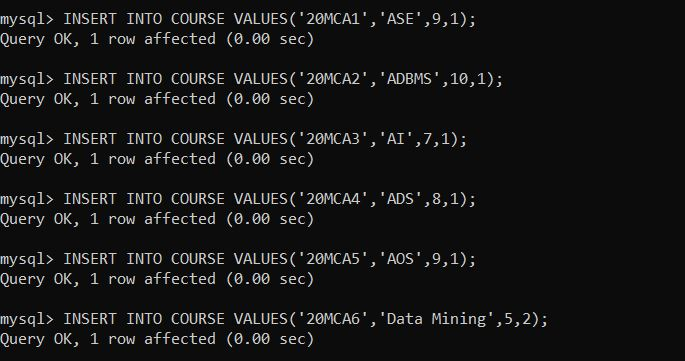 mysql> INSERT INTO COURSE VALUES('20MCA1','ASE',9,1);
Query OK, 1 row affected (0.00 sec)
mysql> INSERT INTO COURSE VALUES('20MCA2','ADBMS',10,1);
Query OK, 1 row affected (0.00 sec)
mysql> INSERT INTO COURSE VALUES('20MCA3','AI',7,1);
Query OK, 1 row affected (0.00 sec)
mysql> INSERT INTO COURSE VALUES('20MCA4','ADS',8,1);
Query OK, 1 row affected (0.00 sec)
mysql> INSERT INTO COURSE VALUES('20MCA5','AOS',9,1);
Query OK, 1 row affected (0.00 sec)
mysql> INSERT INTO COURSE VALUES('20MCA6','Data Mining',5,2);
Query OK, 1 row affected (0.00 sec)